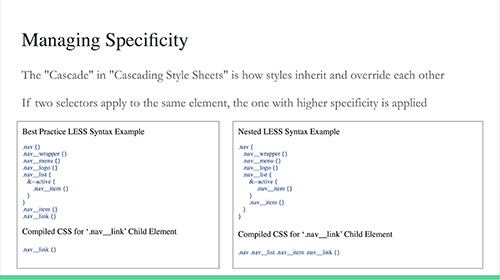 Managing Specificity
The "Cascade" in "Cascading Style Sheets" is how styles inherit and override each other
If two selectors apply to the same element, the one with higher specificity is applied
Best Practice LESS Syntax Example
.nav {}
.nav__wrapper {}
.nav__menu {}
.nav__logo {}
.nav__list {
&--active {
.nav__item {}
}
}
.nav__item {}
.nav__link {}
Compiled CSS for '.nav__link' Child Element
.nav__link {}
Nested LESS Syntax Example
.nav {
.nav__wrapper {}
.nav__menu {}
.nav__logo {}
.nav__list {
&--active {
.nav__item {}
}
.nav__item {}
}
}
Compiled CSS for '.nav__link' Child Element
.nav .nav__list .nav__item .nav__link {}